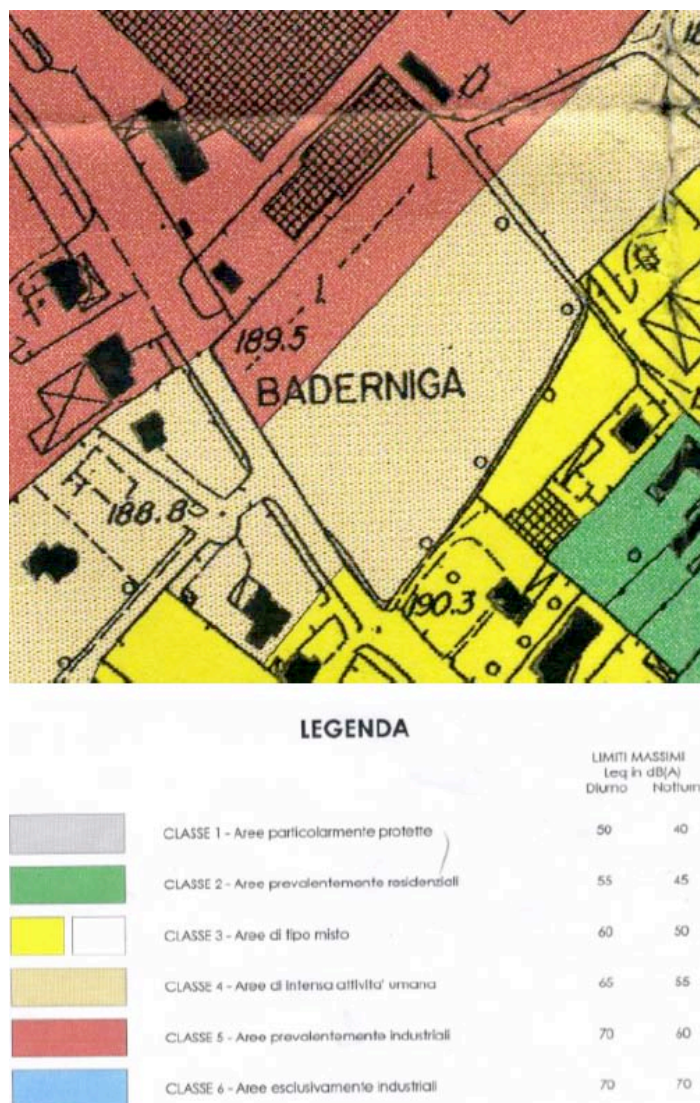 189.5
BADERNIGA
188.8
190.3
LEGENDA
LIMITI MASSIMI
Leq in dB(A)
Diurno Notturn
CLASSE 1 - Aree particolarmente protette 50 40
CLASSE 2 - Aree prevalentemente residenziali 55 45
CLASSE 3 - Aree di tipo misto 60 50
CLASSE 4 - Aree di intensa attivita' umana 65 55
CLASSE 5 - Aree prevalentemente industriali 70 60
CLASSE 6 - Aree esclusivamente industriali 70 70